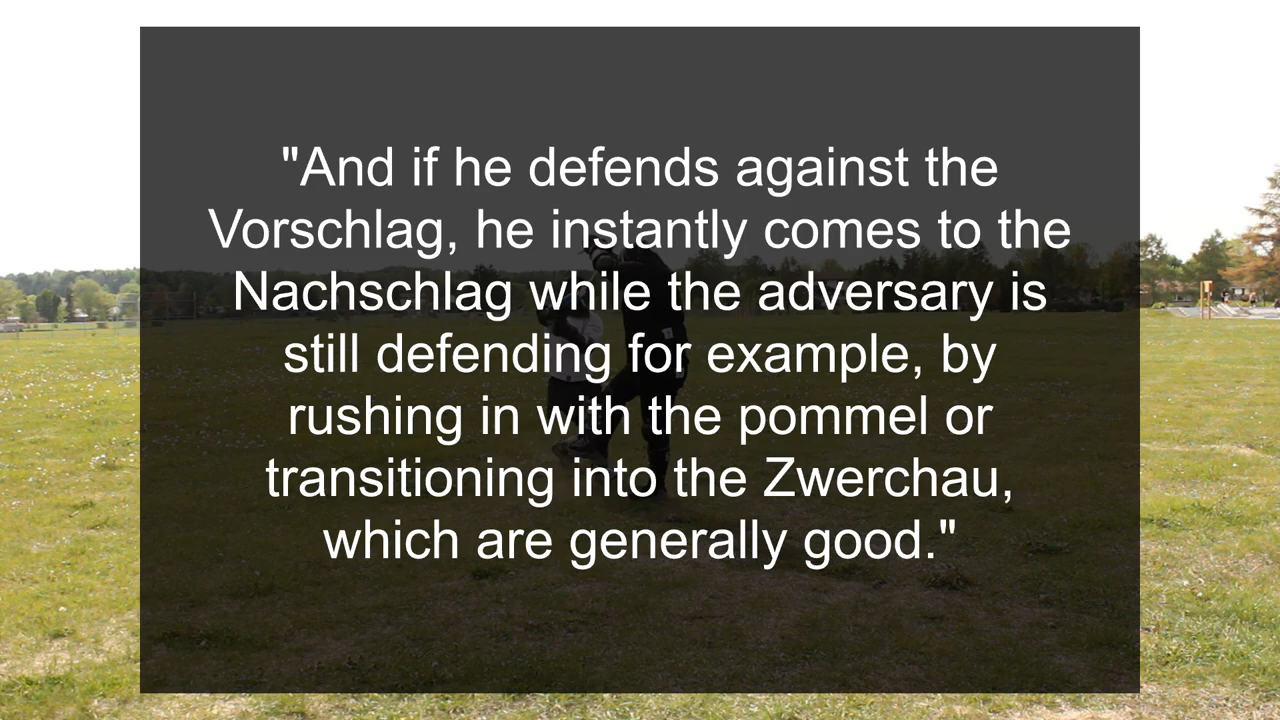 "And if he defends against the
Vorschlag, he instantly comes to the
Nachschlag while the adversary is
still defending for example, by
rushing in with the pommel or
transitioning into the Zwerchau,
which are generally good."